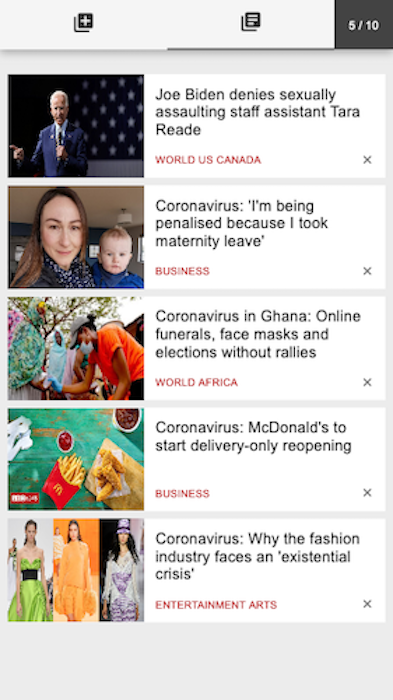 5 / 10
Joe Biden denies sexually
assaulting staff assistant Tara
Reade
WORLD US CANADA
Coronavirus: 'I'm being
penalised because I took
maternity leave'
BUSINESS
Coronavirus in Ghana: Online
funerals, face masks and
elections without rallies
WORLD AFRICA
Coronavirus: McDonald's to
start delivery-only reopening
BUSINESS
Coronavirus: Why the fashion
industry faces an 'existential
crisis'
ENTERTAINMENT ARTS